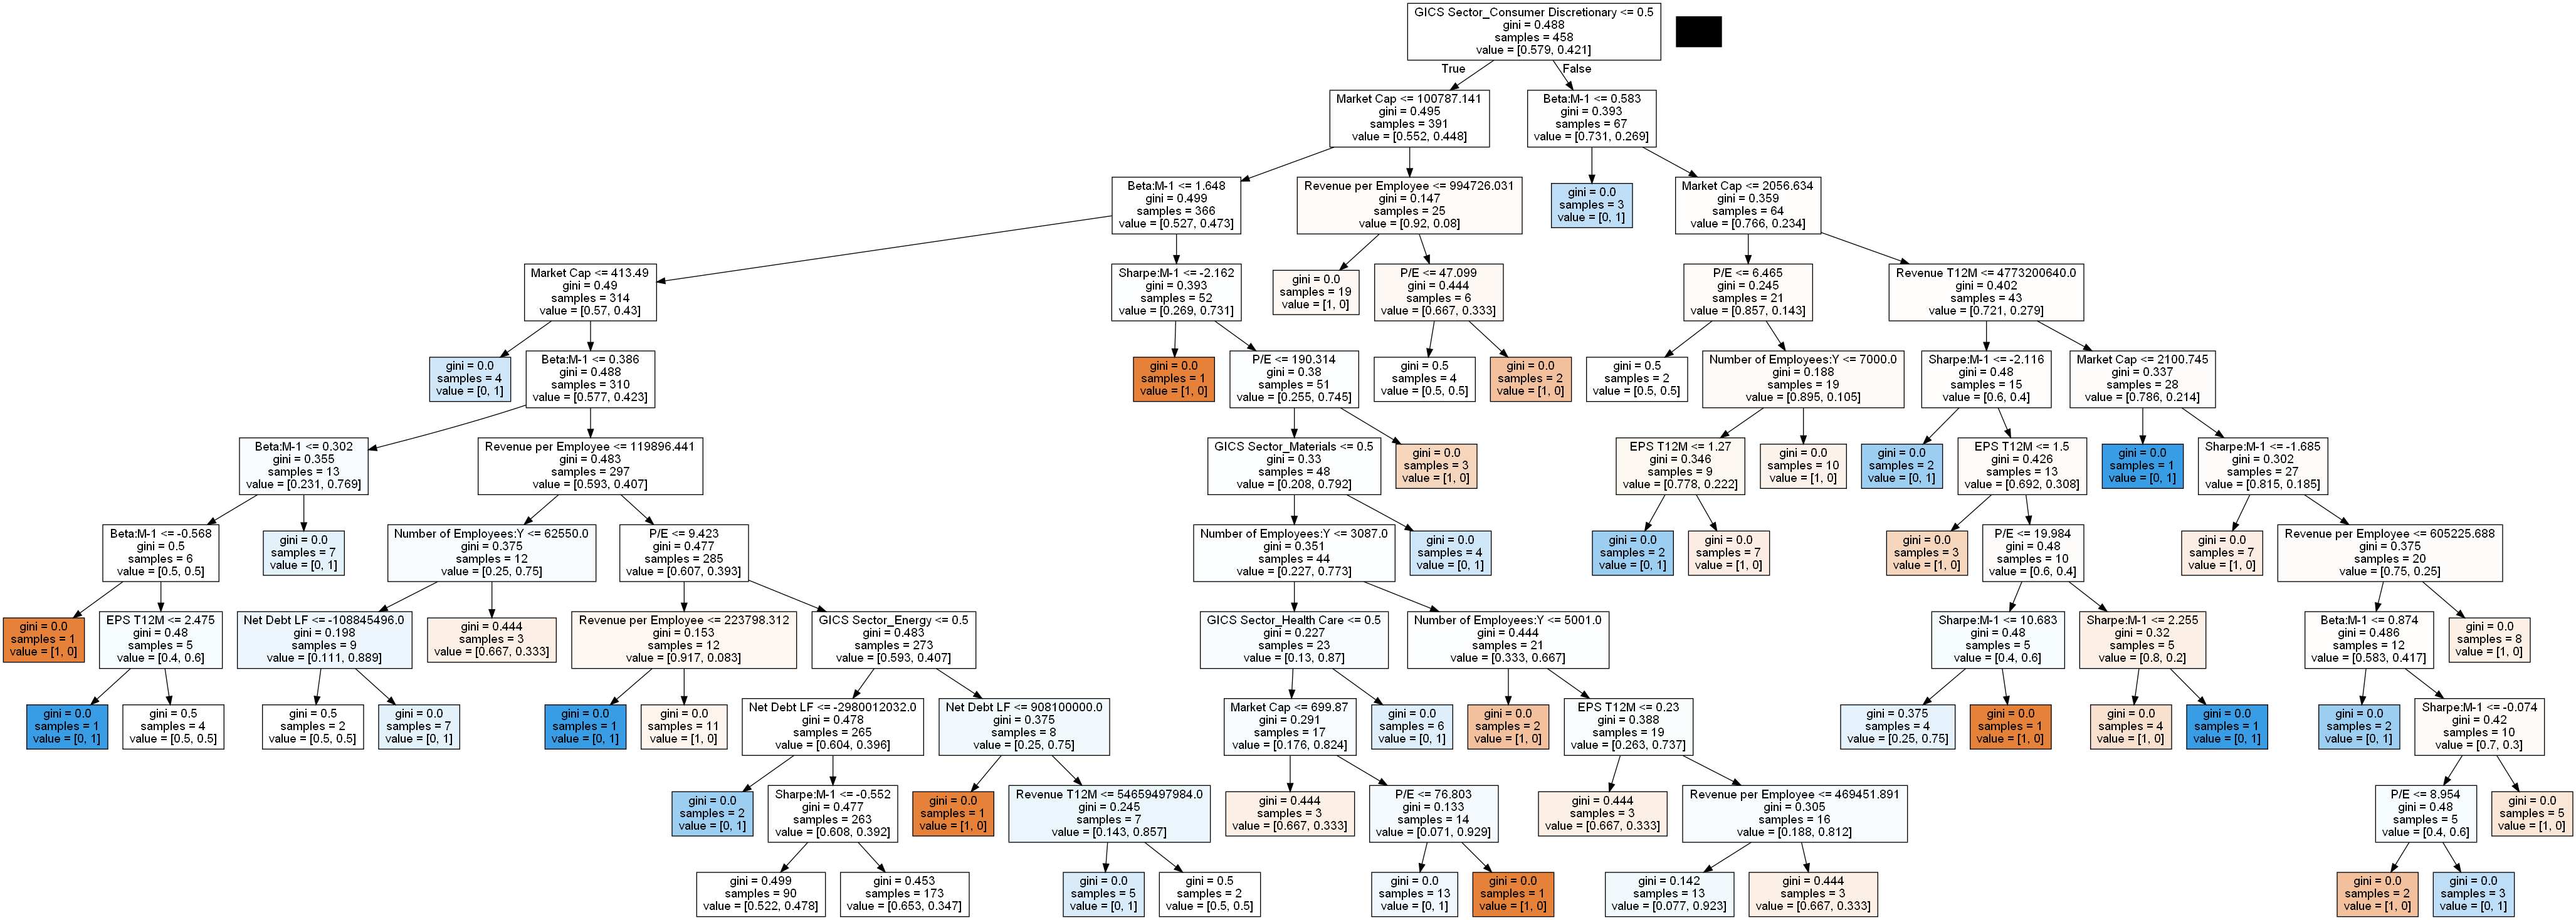 GICS Sector_Consumer Discretionary <= 0.5
gini = 0.488
samples = 458
value = [0.579, 0.421]
True
False
Market Cap <= 100787.141
gini = 0.495
samples = 391
value = [0.552, 0.448]
Beta:M-1 <= 0.583
gini = 0.393
samples = 67
value = [0.731, 0.269]
Beta:M-1 <= 1.648
gini = 0.499
samples = 366
value = [0.527, 0.473]
Revenue per Employee <= 994726.031
gini = 0.147
samples = 25
value = [0.92, 0.08]
gini = 0.0
samples = 3
value = [0, 1]
Market Cap <= 2056.634
gini = 0.359
samples = 64
value = [0.766, 0.234]
Market Cap <= 413.49
gini = 0.49
samples = 314
value = [0.57, 0.43]
Sharpe:M-1 <= -2.162
gini = 0.393
samples = 52
value = [0.269, 0.731]
gini = 0.0
samples = 19
value = [1, 0]
P/E <= 47.099
gini = 0.444
samples = 6
value = [0.667, 0.333]
P/E <= 6.465
gini = 0.245
samples = 21
value = [0.857, 0.143]
Revenue T12M <= 4773200640.0
gini = 0.402
samples = 43
value = [0.721, 0.279]
gini = 0.0
samples = 4
value = [0, 1]
Beta:M-1 <= 0.386
gini = 0.488
samples = 310
value = [0.577, 0.423]
gini = 0.0
samples = 1
value = [1, 0]
P/E <= 190.314
gini = 0.38
samples = 51
value = [0.255, 0.745]
gini = 0.5
samples = 4
value = [0.5, 0.5]
gini = 0.0
samples = 2
value = [1, 0]
gini = 0.5
samples = 2
value = [0.5, 0.5]
Number of Employees:Y <= 7000.0
gini = 0.188
samples = 19
value = [0.895, 0.105]
Sharpe:M-1 <= -2.116
gini = 0.48
samples = 15
value = [0.6, 0.4]
Market Cap <= 2100.745
gini = 0.337
samples = 28
value = [0.786, 0.214]
Beta:M-1 <= 0.302
gini = 0.355
samples = 13
value = [0.231, 0.769]
Revenue per Employee <= 119896.441
gini = 0.483
samples = 297
value = [0.593, 0.407]
GICS Sector_Materials <= 0.5
gini = 0.33
samples = 48
value = [0.208, 0.792]
gini = 0.0
samples = 3
value = [1, 0]
EPS T12M <= 1.27
gini = 0.346
samples = 9
value = [0.778, 0.222]
gini = 0.0
samples = 10
value = [1, 0]
gini = 0.0
samples = 2
value = [0, 1]
EPS T12M <= 1.5
gini = 0.426
samples = 13
value = [0.692, 0.308]
gini = 0.0
samples = 1
value = [0, 1]
Sharpe:M-1 <= -1.685
gini = 0.302
samples = 27
value = [0.815, 0.185]
Beta:M-1 <= -0.568
gini = 0.5
samples = 6
value = [0.5, 0.5]
gini = 0.0
samples = 7
value = [0, 1]
Number of Employees:Y <= 62550.0
gini = 0.375
samples = 12
value = [0.25, 0.75]
P/E <= 9.423
gini = 0.477
samples = 285
value = [0.607, 0.393]
Number of Employees:Y <= 3087.0
gini = 0.351
samples = 44
value = [0.227, 0.773]
gini = 0.0
samples = 4
value = [0, 1]
gini = 0.0
samples = 2
value = [0, 1]
gini = 0.0
samples = 7
value = [1, 0]
gini = 0.0
samples = 3
value = [1, 0]
P/E <= 19.984
gini = 0.48
samples = 10
value = [0.6, 0.4]
gini = 0.0
samples = 7
value = [1, 0]
Revenue per Employee <= 605225.688
gini = 0.375
samples = 20
value = [0.75, 0.25]
gini = 0.0
samples = 1
value = [1, 0]
EPS T12M <= 2.475
gini = 0.48
samples = 5
value = [0.4, 0.6]
Net Debt LF <= -108845496.0
gini = 0.198
samples = 9
value = [0.111, 0.889]
gini = 0.444
samples = 3
value = [0.667, 0.333]
Revenue per Employee <= 223798.312
gini = 0.153
samples = 12
value = [0.917, 0.083]
GICS Sector_Energy <= 0.5
gini = 0.483
samples = 273
value = [0.593, 0.407]
GICS Sector_Health Care <= 0.5
gini = 0.227
samples = 23
value = [0.13, 0.87]
Number of Employees:Y <= 5001.0
gini = 0.444
samples = 21
value = [0.333, 0.667]
Sharpe:M-1 <= 10.683
gini = 0.48
samples = 5
value = [0.4, 0.6]
Sharpe:M-1 <= 2.255
gini = 0.32
samples = 5
value = [0.8, 0.2]
Beta:M-1 <= 0.874
gini = 0.486
samples = 12
value = [0.583, 0.417]
gini = 0.0
samples = 8
value = [1, 0]
gini = 0.0
samples = 1
value = [0, 1]
gini = 0.5
samples = 4
value = [0.5, 0.5]
gini = 0.5
samples = 2
value = [0.5, 0.5]
gini = 0.0
samples = 7
value = [0, 1]
gini = 0.0
samples = 1
value = [0, 1]
gini = 0.0
samples = 11
value = [1, 0]
Net Debt LF <= -2980012032.0
gini = 0.478
samples = 265
value = [0.604, 0.396]
Net Debt LF <= 908100000.0
gini = 0.375
samples = 8
value = [0.25, 0.75]
Market Cap <= 699.87
gini = 0.291
samples = 17
value = [0.176, 0.824]
gini = 0.0
samples = 6
value = [0, 1]
gini = 0.0
samples = 2
value = [1, 0]
EPS T12M <= 0.23
gini = 0.388
samples = 19
value = [0.263, 0.737]
gini = 0.375
samples = 4
value = [0.25, 0.75]
gini = 0.0
samples = 1
value = [1, 0]
gini = 0.0
samples = 4
value = [1, 0]
gini = 0.0
samples = 1
value = [0, 1]
gini = 0.0
samples = 2
value = [0, 1]
Sharpe:M-1 <= -0.074
gini = 0.42
samples = 10
value = [0.7, 0.3]
gini = 0.0
samples = 2
value = [0, 1]
Sharpe:M-1 <= -0.552
gini = 0.477
samples = 263
value = [0.608, 0.392]
gini = 0.0
samples = 1
value = [1, 0]
Revenue T12M <= 54659497984.0
gini = 0.245
samples = 7
value = [0.143, 0.857]
gini = 0.444
samples = 3
value = [0.667, 0.333]
P/E <= 76.803
gini = 0.133
samples = 14
value = [0.071, 0.929]
gini = 0.444
samples = 3
value = [0.667, 0.333]
Revenue per Employee <= 469451.891
gini = 0.305
samples = 16
value = [0.188, 0.812]
P/E <= 8.954
gini = 0.48
samples = 5
value = [0.4, 0.6]
gini = 0.0
samples = 5
value = [1, 0]
gini = 0.499
samples = 90
value = [0.522, 0.478]
gini = 0.453
samples = 173
value = [0.653, 0.347]
gini = 0.0
samples = 5
value = [0, 1]
gini = 0.5
samples = 2
value = [0.5, 0.5]
gini = 0.0
samples = 13
value = [0, 1]
gini = 0.0
samples = 1
value = [1, 0]
gini = 0.142
samples = 13
value = [0.077, 0.923]
gini = 0.444
samples = 3
value = [0.667, 0.333]
gini = 0.0
samples = 2
value = [1, 0]
gini = 0.0
samples = 3
value = [0, 1]